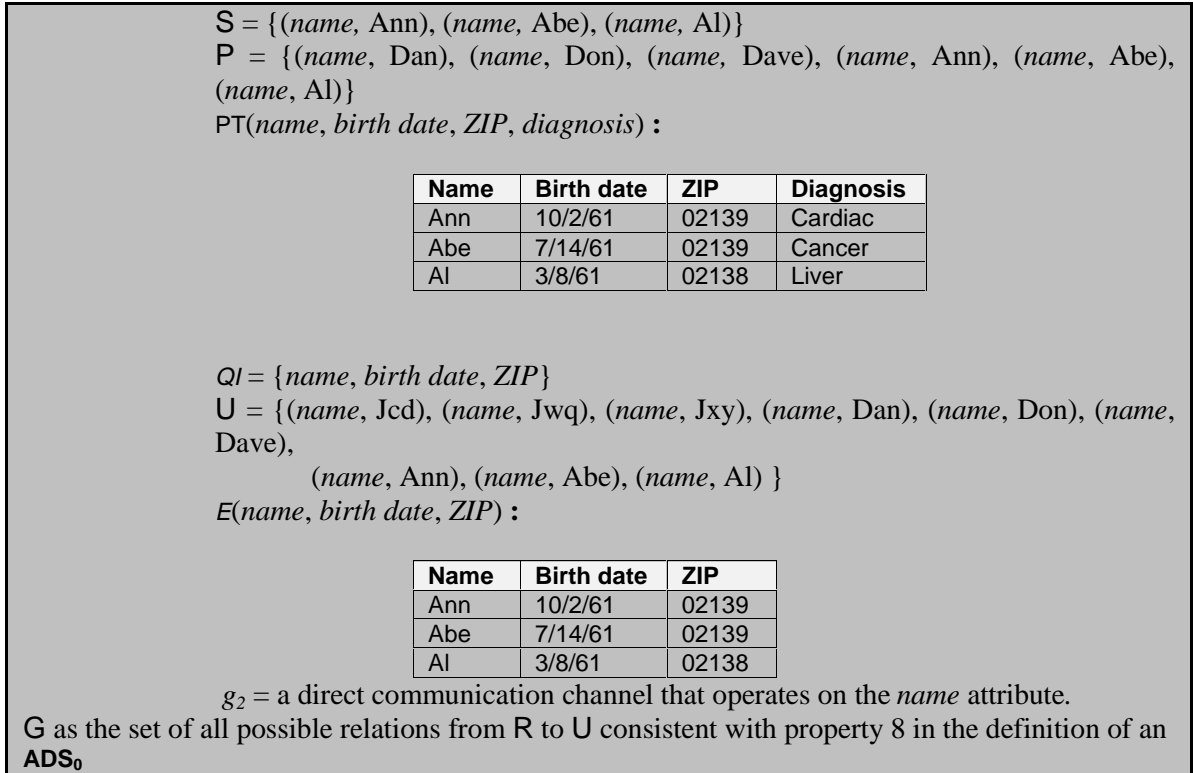 S = {(name, Ann), (name, Abe), (name, Al)}
P = {(name, Dan), (name, Don), (name, Dave), (name, Ann), (name, Abe),
(name, Al)}
PT(name, birth date, ZIP, diagnosis) :
Name Birth date ZIP Diagnosis
Ann 10/2/61 02139 Cardiac
Abe 7/14/61 02139 Cancer
Al 3/8/61 02138 Liver
QI = {name, birth date, ZIP}
U = {(name, Jcd), (name, Jwq), (name, Jxy), (name, Dan), (name, Don), (name,
Dave),
(name, Ann), (name, Abe), (name, Al) }
E(name, birth date, ZIP) :
Name Birth date ZIP
Ann 10/2/61 02139
Abe 7/14/61 02139
Al 3/8/61 02138
g₂ = a direct communication channel that operates on the name attribute.
G as the set of all possible relations from R to U consistent with property 8 in the definition of an
ADS₀